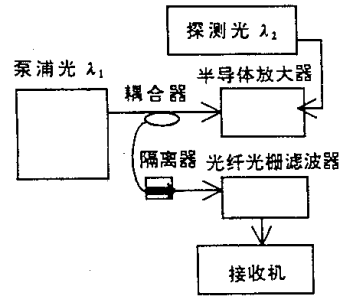 探测光 λ₂
泵浦光 λ₁
耦合器
半导体放大器
隔离器
光纤光栅滤波器
接收机